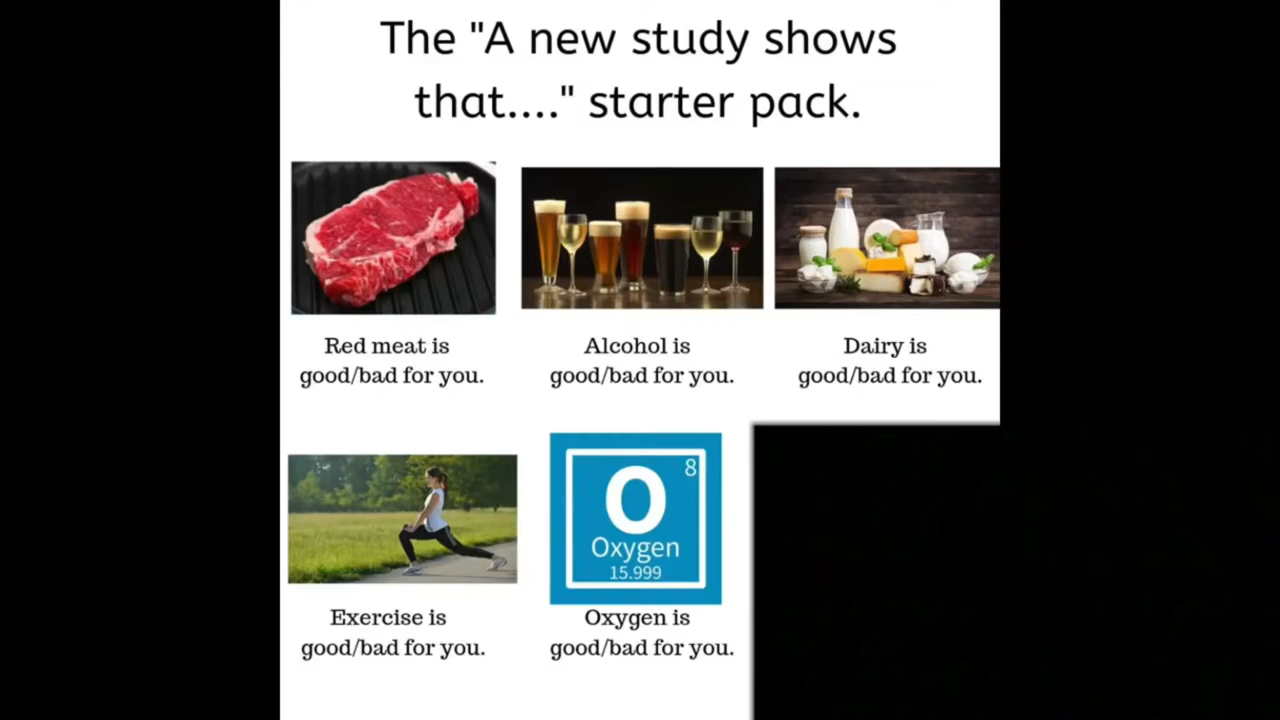 The "A new study shows
that...." starter pack.
Red meat is
good/bad for you.
Alcohol is
good/bad for you.
Dairy is
good/bad for you.
8
O
Oxygen
15.999
Exercise is
good/bad for you.
Oxygen is
good/bad for you.